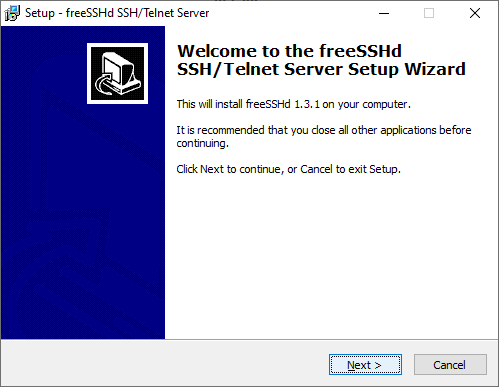 Setup - freeSSHd SSH/Telnet Server
Welcome to the freeSSHd
SSH/Telnet Server Setup Wizard
This will install freeSSHd 1.3.1 on your computer.
It is recommended that you close all other applications before
continuing.
Click Next to continue, or Cancel to exit Setup.
Next >
Cancel